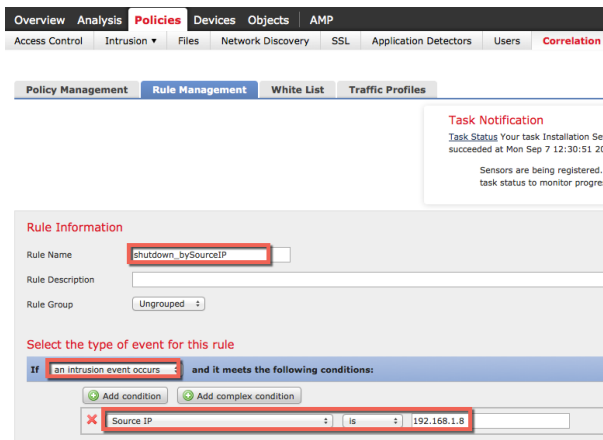 Overview Analysis Policies Devices Objects AMP
Access Control Intrusion ▼ Files Network Discovery SSL Application Detectors Users Correlation
Policy Management Rule Management White List Traffic Profiles
Task Notification
Task Status Your task Installation Se
succeeded at Mon Sep 7 12:30:51 20
Sensors are being registered.
task status to monitor progre
Rule Information
Rule Name shutdown_bySourceIP
Rule Description
Rule Group Ungrouped
Select the type of event for this rule
If an intrusion event occurs and it meets the following conditions:
Add condition Add complex condition
Source IP is 192.168.1.8